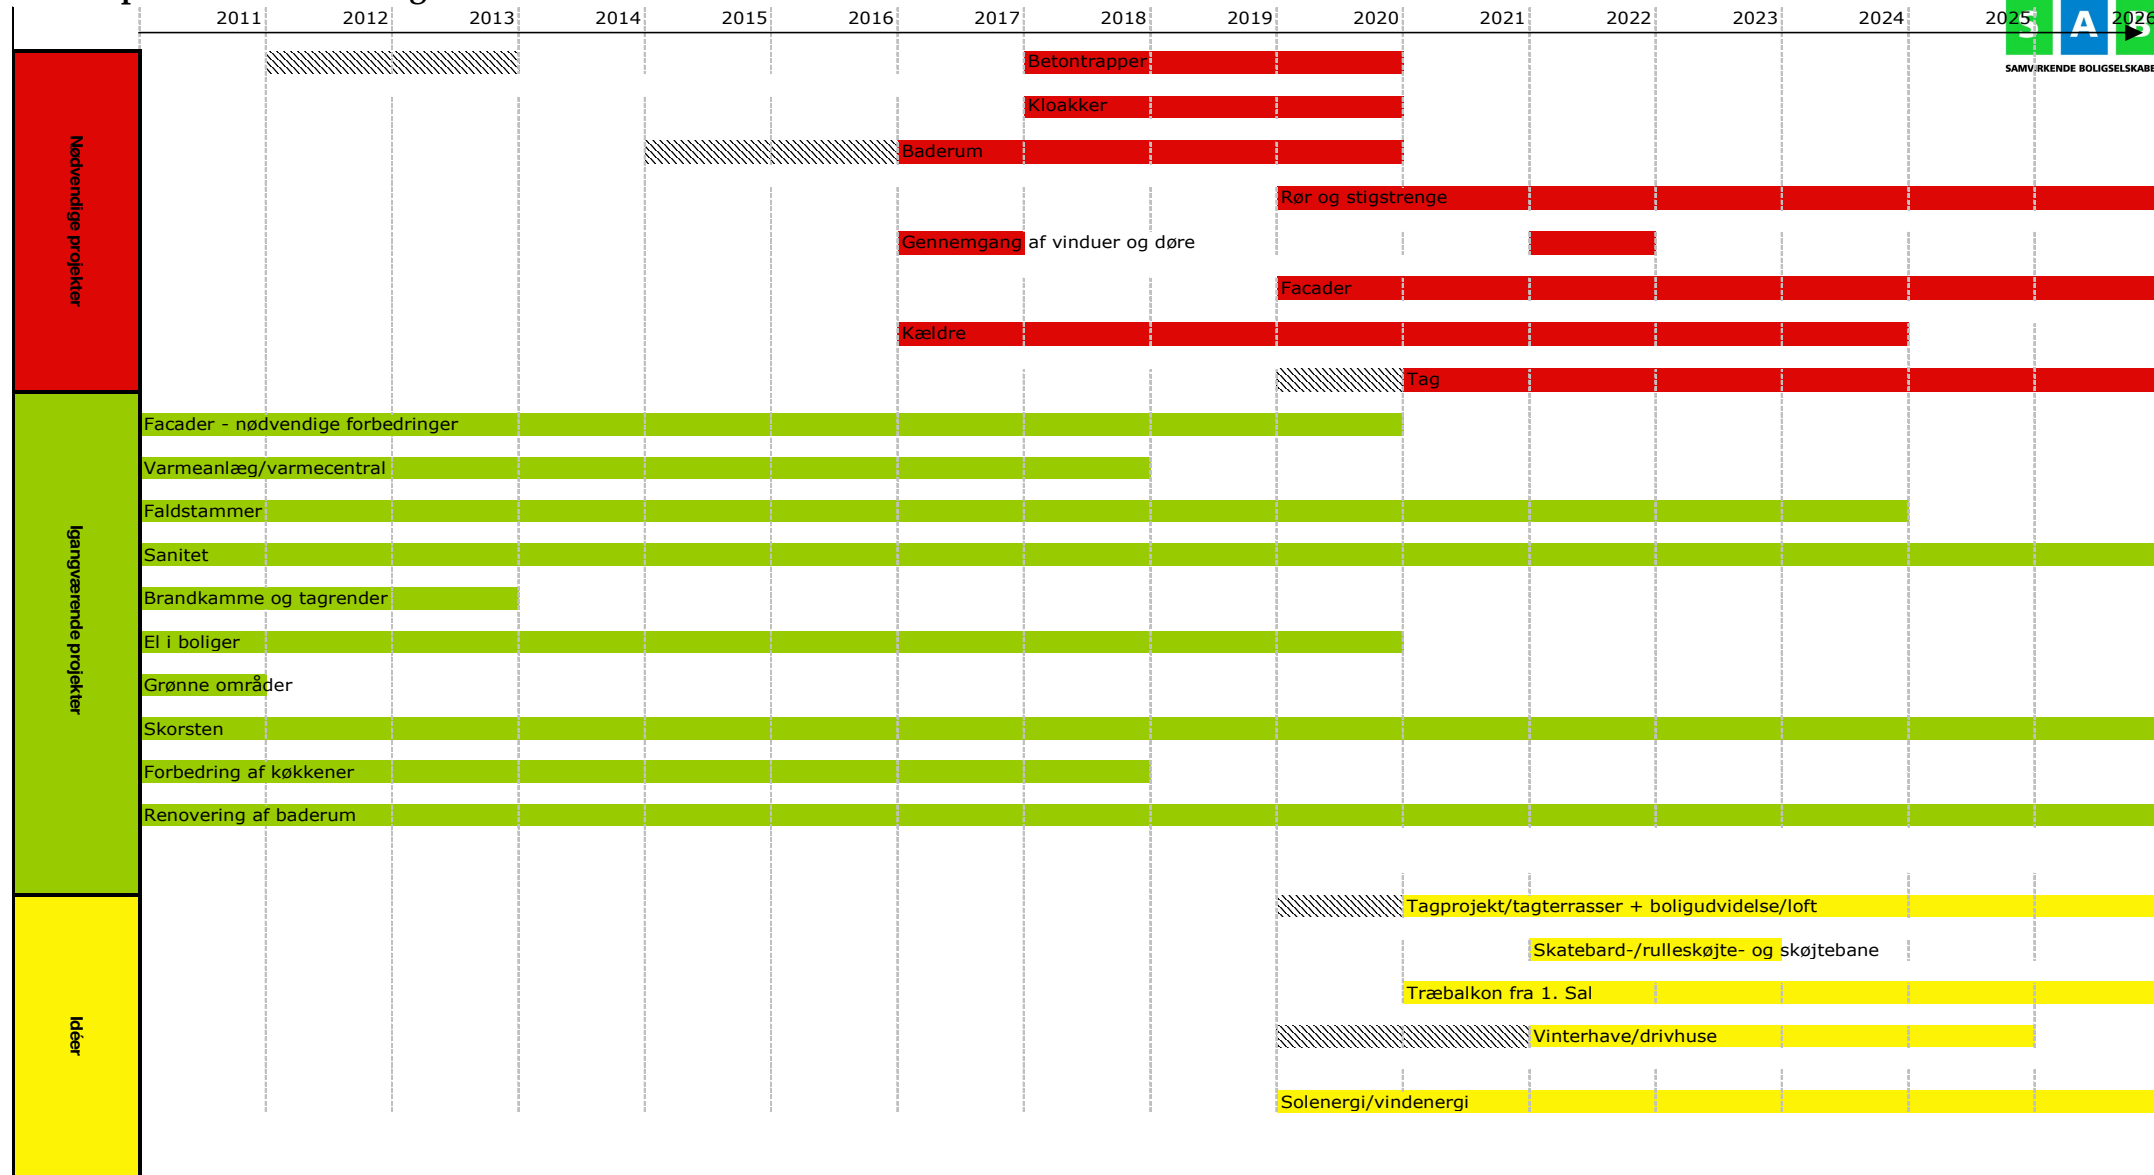 2011 2012 2013 2014 2015 2016 2017 2018 2019 2020 2021 2022 2023 2024 2025 2026
S A B
SAMVIRKENDE BOLIGSELSKABE
Nødvendige projekter
Betontrapper
Kloakker
Baderum
Rør og stigstrenge
Gennemgang af vinduer og døre
Facader
Kældre
Tag
Igangværende projekter
Facader - nødvendige forbedringer
Varmeanlæg/varmecentral
Faldstammer
Sanitet
Brandkamme og tagrender
El i boliger
Grønne områder
Skorsten
Forbedring af køkkener
Renovering af baderum
Idéer
Tagprojekt/tagterrasser + boligudvidelse/loft
Skatebard-/rulleskøjte- og skøjtebane
Træbalkon fra 1. Sal
Vinterhave/drivhuse
Solenergi/vindenergi